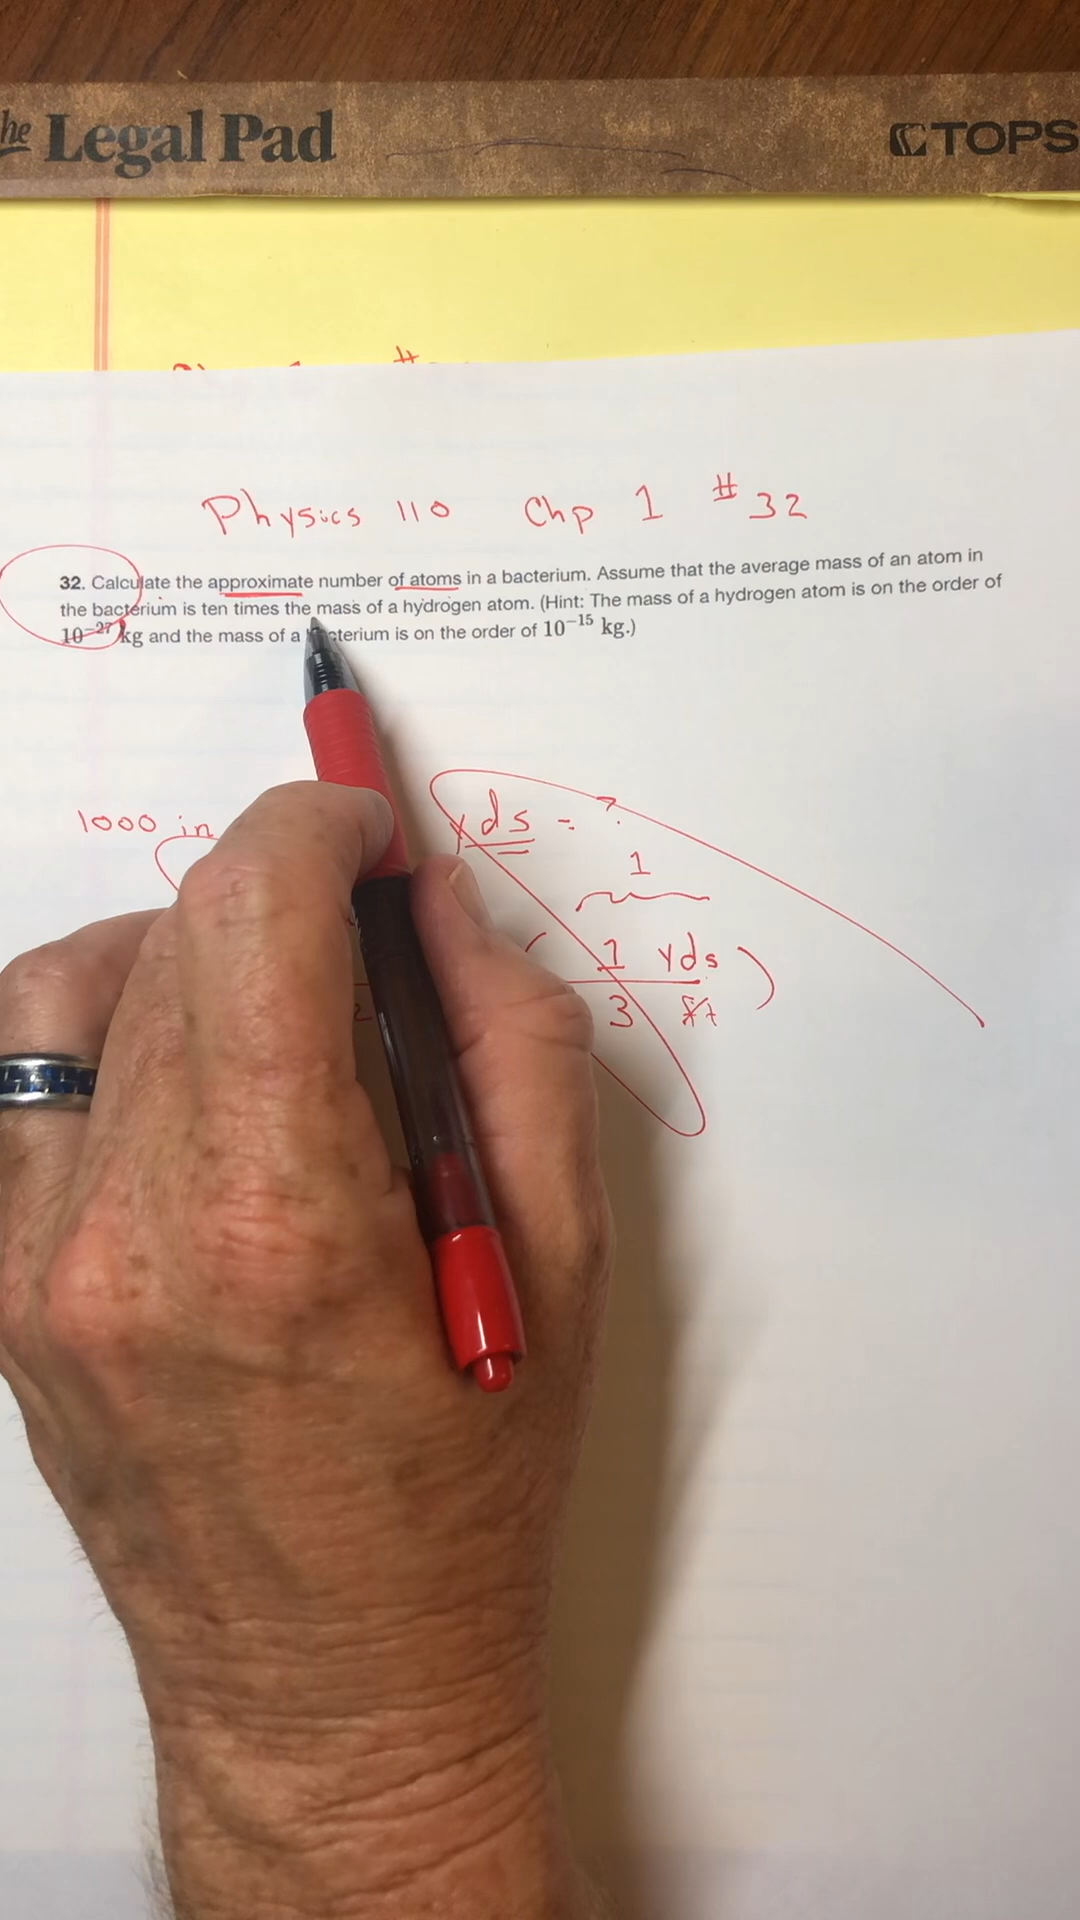 he Legal Pad TOPS
#
Physics 110 Chp 1 #32
32. Calculate the approximate number of atoms in a bacterium. Assume that the average mass of an atom in
the bacterium is ten times the mass of a hydrogen atom. (Hint: The mass of a hydrogen atom is on the order of
10⁻²⁷ kg and the mass of a bacterium is on the order of 10⁻¹⁵ kg.)
1000 in yds = ?
1
( 1 yds )
2 3 ft